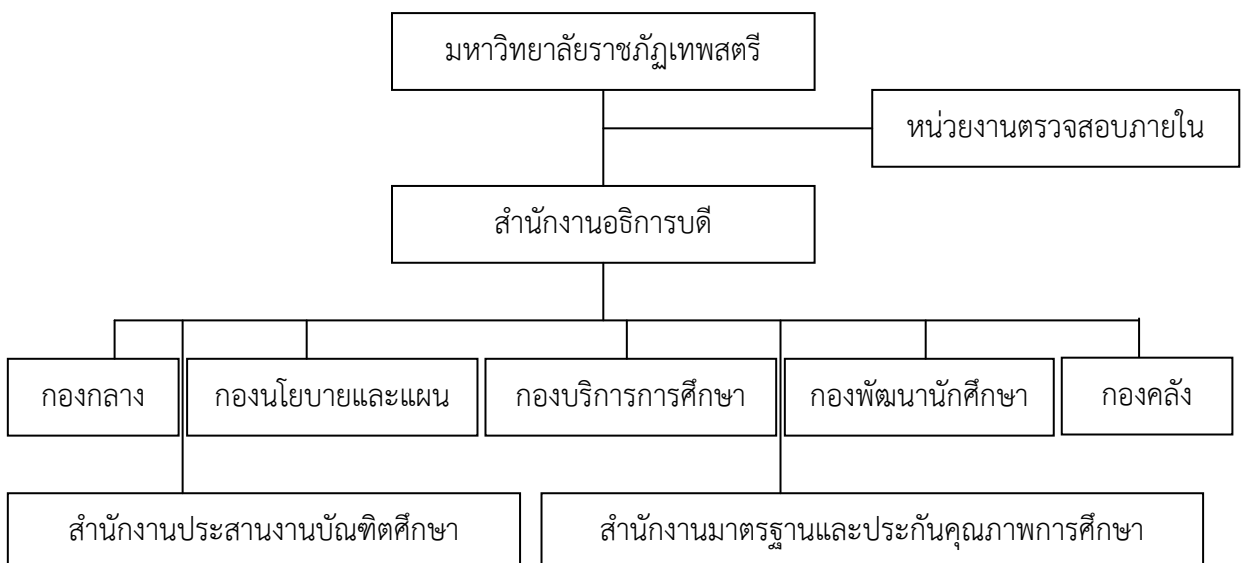 มหาวิทยาลัยราชภัฏเทพสตรี
หน่วยงานตรวจสอบภายใน
สำนักงานอธิการบดี
กองกลาง
กองนโยบายและแผน
กองบริการการศึกษา
กองพัฒนานักศึกษา
กองคลัง
สำนักงานประสานงานบัณฑิตศึกษา
สำนักงานมาตรฐานและประกันคุณภาพการศึกษา